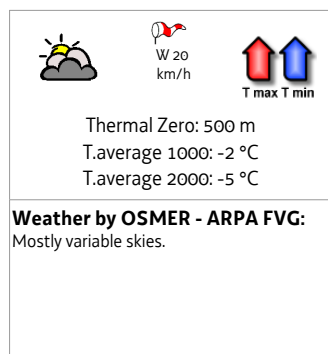 W 20
km/h
T max T min
Thermal Zero: 500 m
T.average 1000: -2 °C
T.average 2000: -5 °C
Weather by OSMER - ARPA FVG:
Mostly variable skies.